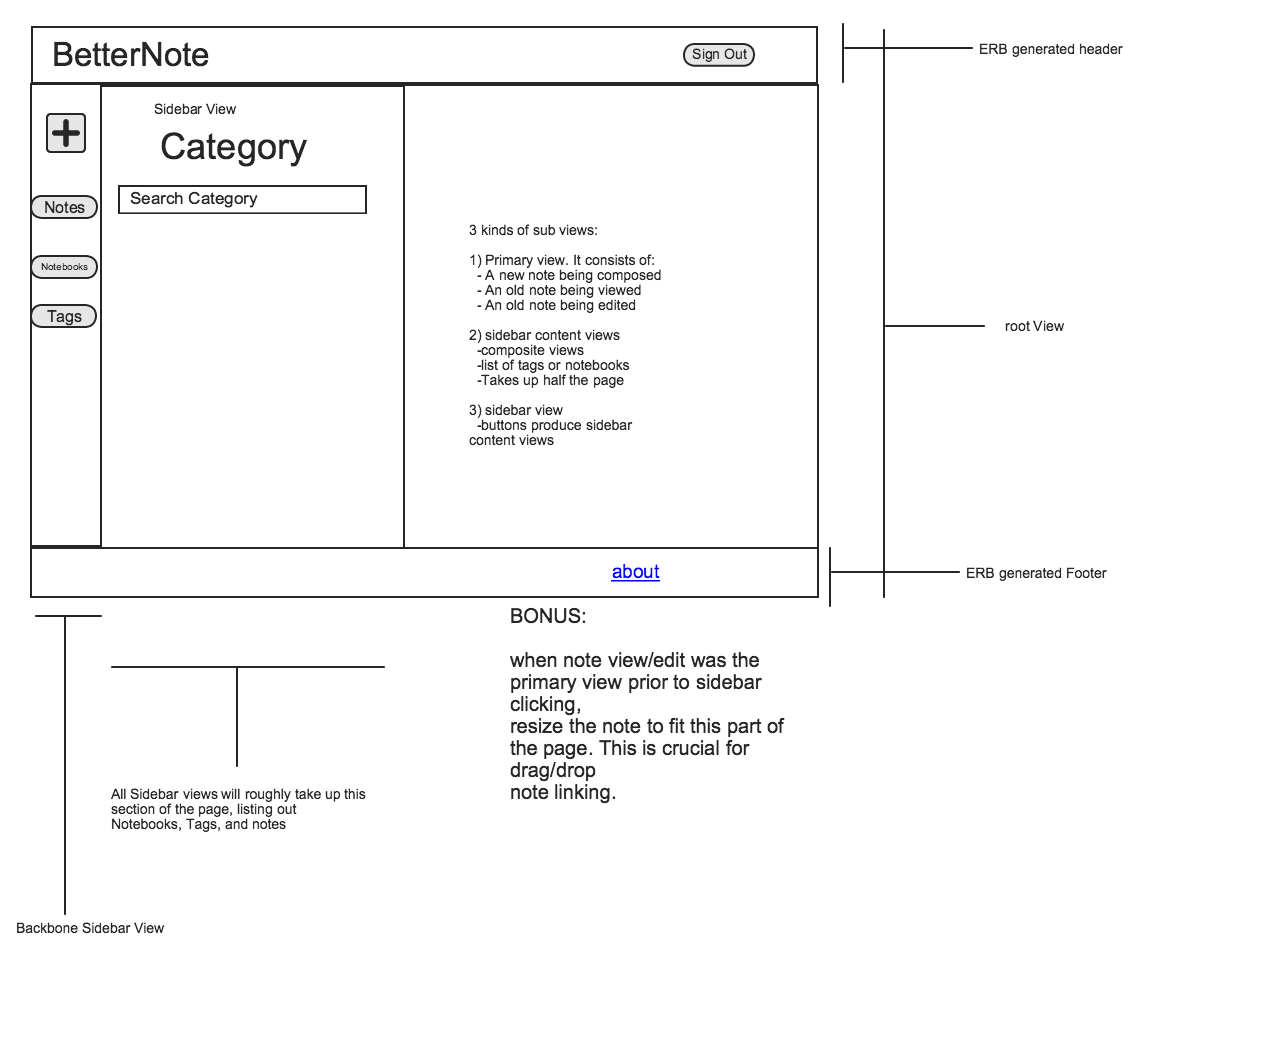 BetterNote
Sign Out
ERB generated header
Sidebar View
Category
Search Category
Notes
Notebooks
Tags
3 kinds of sub views:
1) Primary view. It consists of:
- A new note being composed
- An old note being viewed
- An old note being edited
2) sidebar content views
-composite views
-list of tags or notebooks
-Takes up half the page
3) sidebar view
-buttons produce sidebar
content views
root View
about
ERB generated Footer
BONUS:
when note view/edit was the
primary view prior to sidebar
clicking,
resize the note to fit this part of
the page. This is crucial for
drag/drop
note linking.
All Sidebar views will roughly take up this
section of the page, listing out
Notebooks, Tags, and notes
Backbone Sidebar View